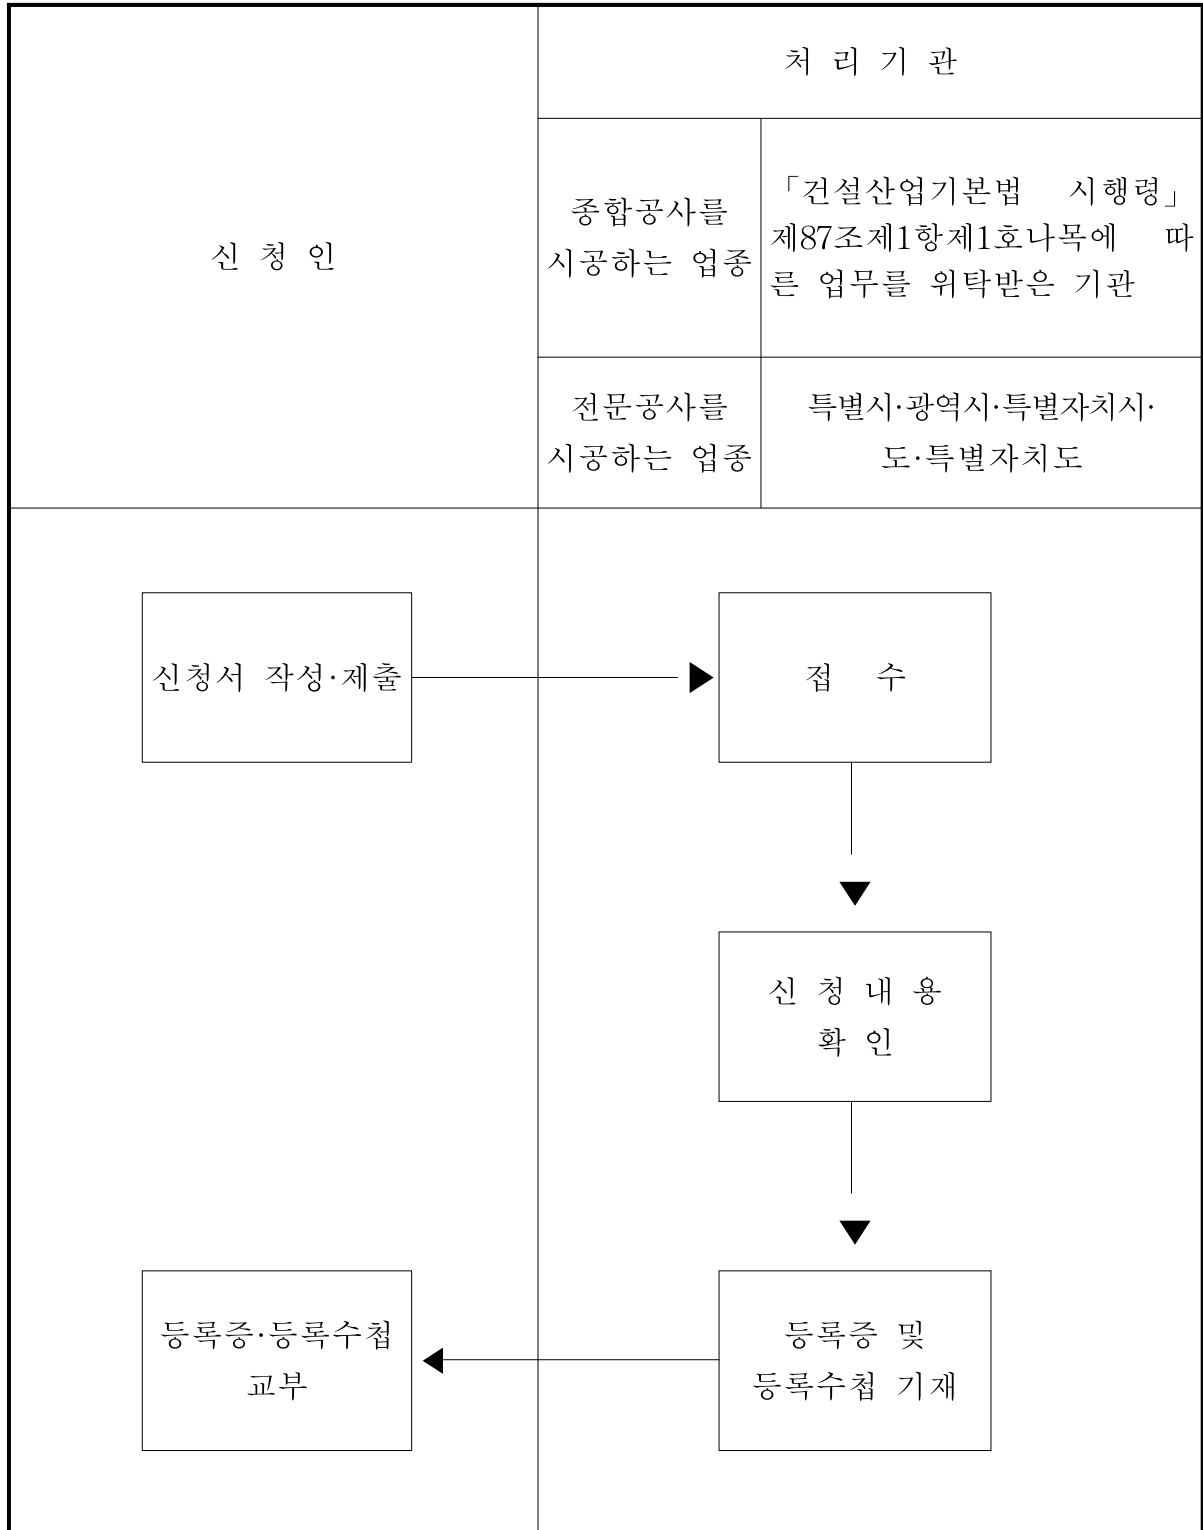 처 리 기 관
신 청 인
종합공사를
시공하는 업종
「건설산업기본법 시행령」
제87조제1항제1호나목에 따
른 업무를 위탁받은 기관
전문공사를
시공하는 업종
특별시·광역시·특별자치시·
도·특별자치도
신청서 작성·제출
접 수
신 청 내 용
확 인
등록증 및
등록수첩 기재
등록증·등록수첩
교부